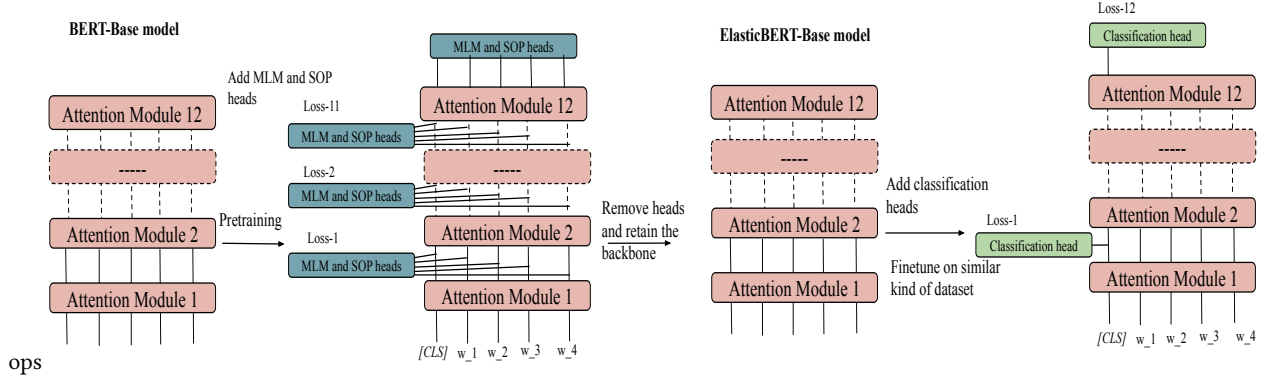 BERT-Base model
Attention Module 12
-----
Attention Module 2
Attention Module 1
Pretraining
Add MLM and SOP
heads
MLM and SOP heads
Attention Module 12
Loss-11
MLM and SOP heads
-----
Loss-2
MLM and SOP heads
Attention Module 2
Loss-1
MLM and SOP heads
Attention Module 1
[CLS] w_1 w_2 w_3 w_4
Remove heads
and retain the
backbone
ElasticBERT-Base model
Attention Module 12
-----
Attention Module 2
Attention Module 1
Add classification
heads
Finetune on similar
kind of dataset
Loss-12
Classification head
Attention Module 12
-----
Attention Module 2
Loss-1
Classification head
Attention Module 1
[CLS] w_1 w_2 w_3 w_4
ops